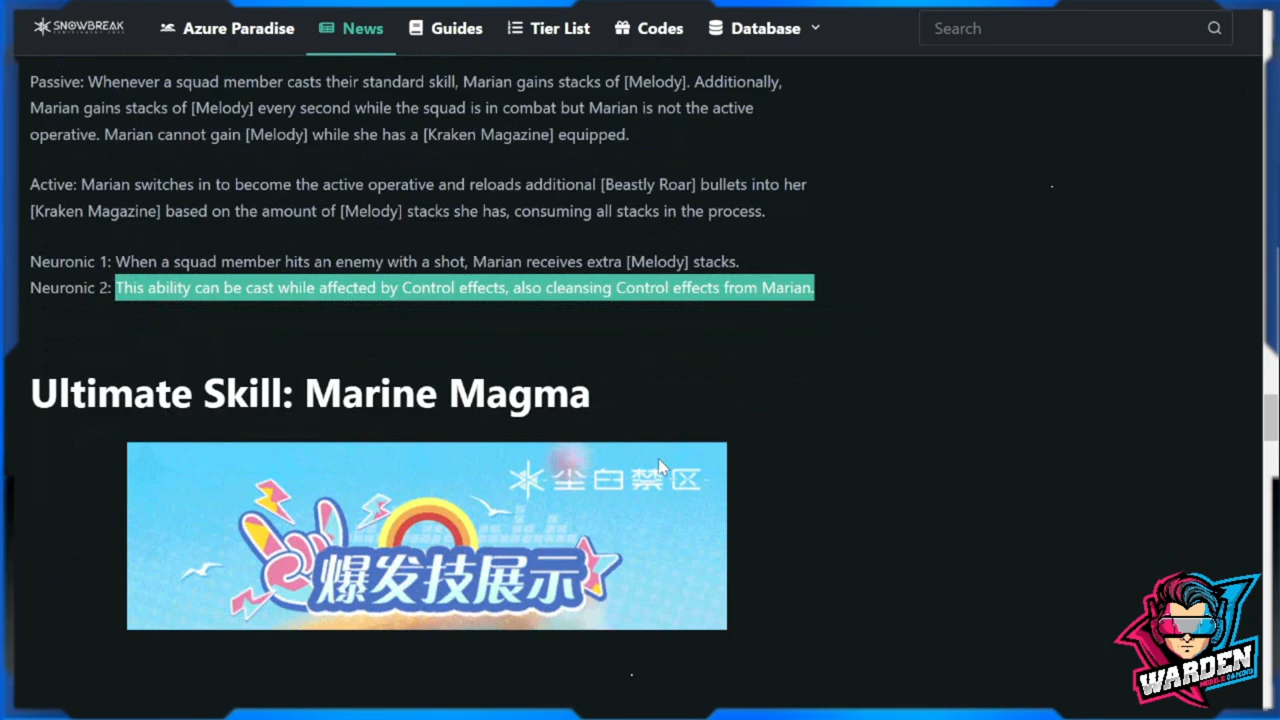 SNOWBREAK
Azure Paradise
News
Guides
Tier List
Codes
Database
Search
Passive: Whenever a squad member casts their standard skill, Marian gains stacks of [Melody]. Additionally,
Marian gains stacks of [Melody] every second while the squad is in combat but Marian is not the active
operative. Marian cannot gain [Melody] while she has a [Kraken Magazine] equipped.
Active: Marian switches in to become the active operative and reloads additional [Beastly Roar] bullets into her
[Kraken Magazine] based on the amount of [Melody] stacks she has, consuming all stacks in the process.
Neuronic 1: When a squad member hits an enemy with a shot, Marian receives extra [Melody] stacks.
Neuronic 2: This ability can be cast while affected by Control effects, also cleansing Control effects from Marian.
Ultimate Skill: Marine Magma
尘白禁区
爆发技展示
WARDEN
MOBILE GAMING